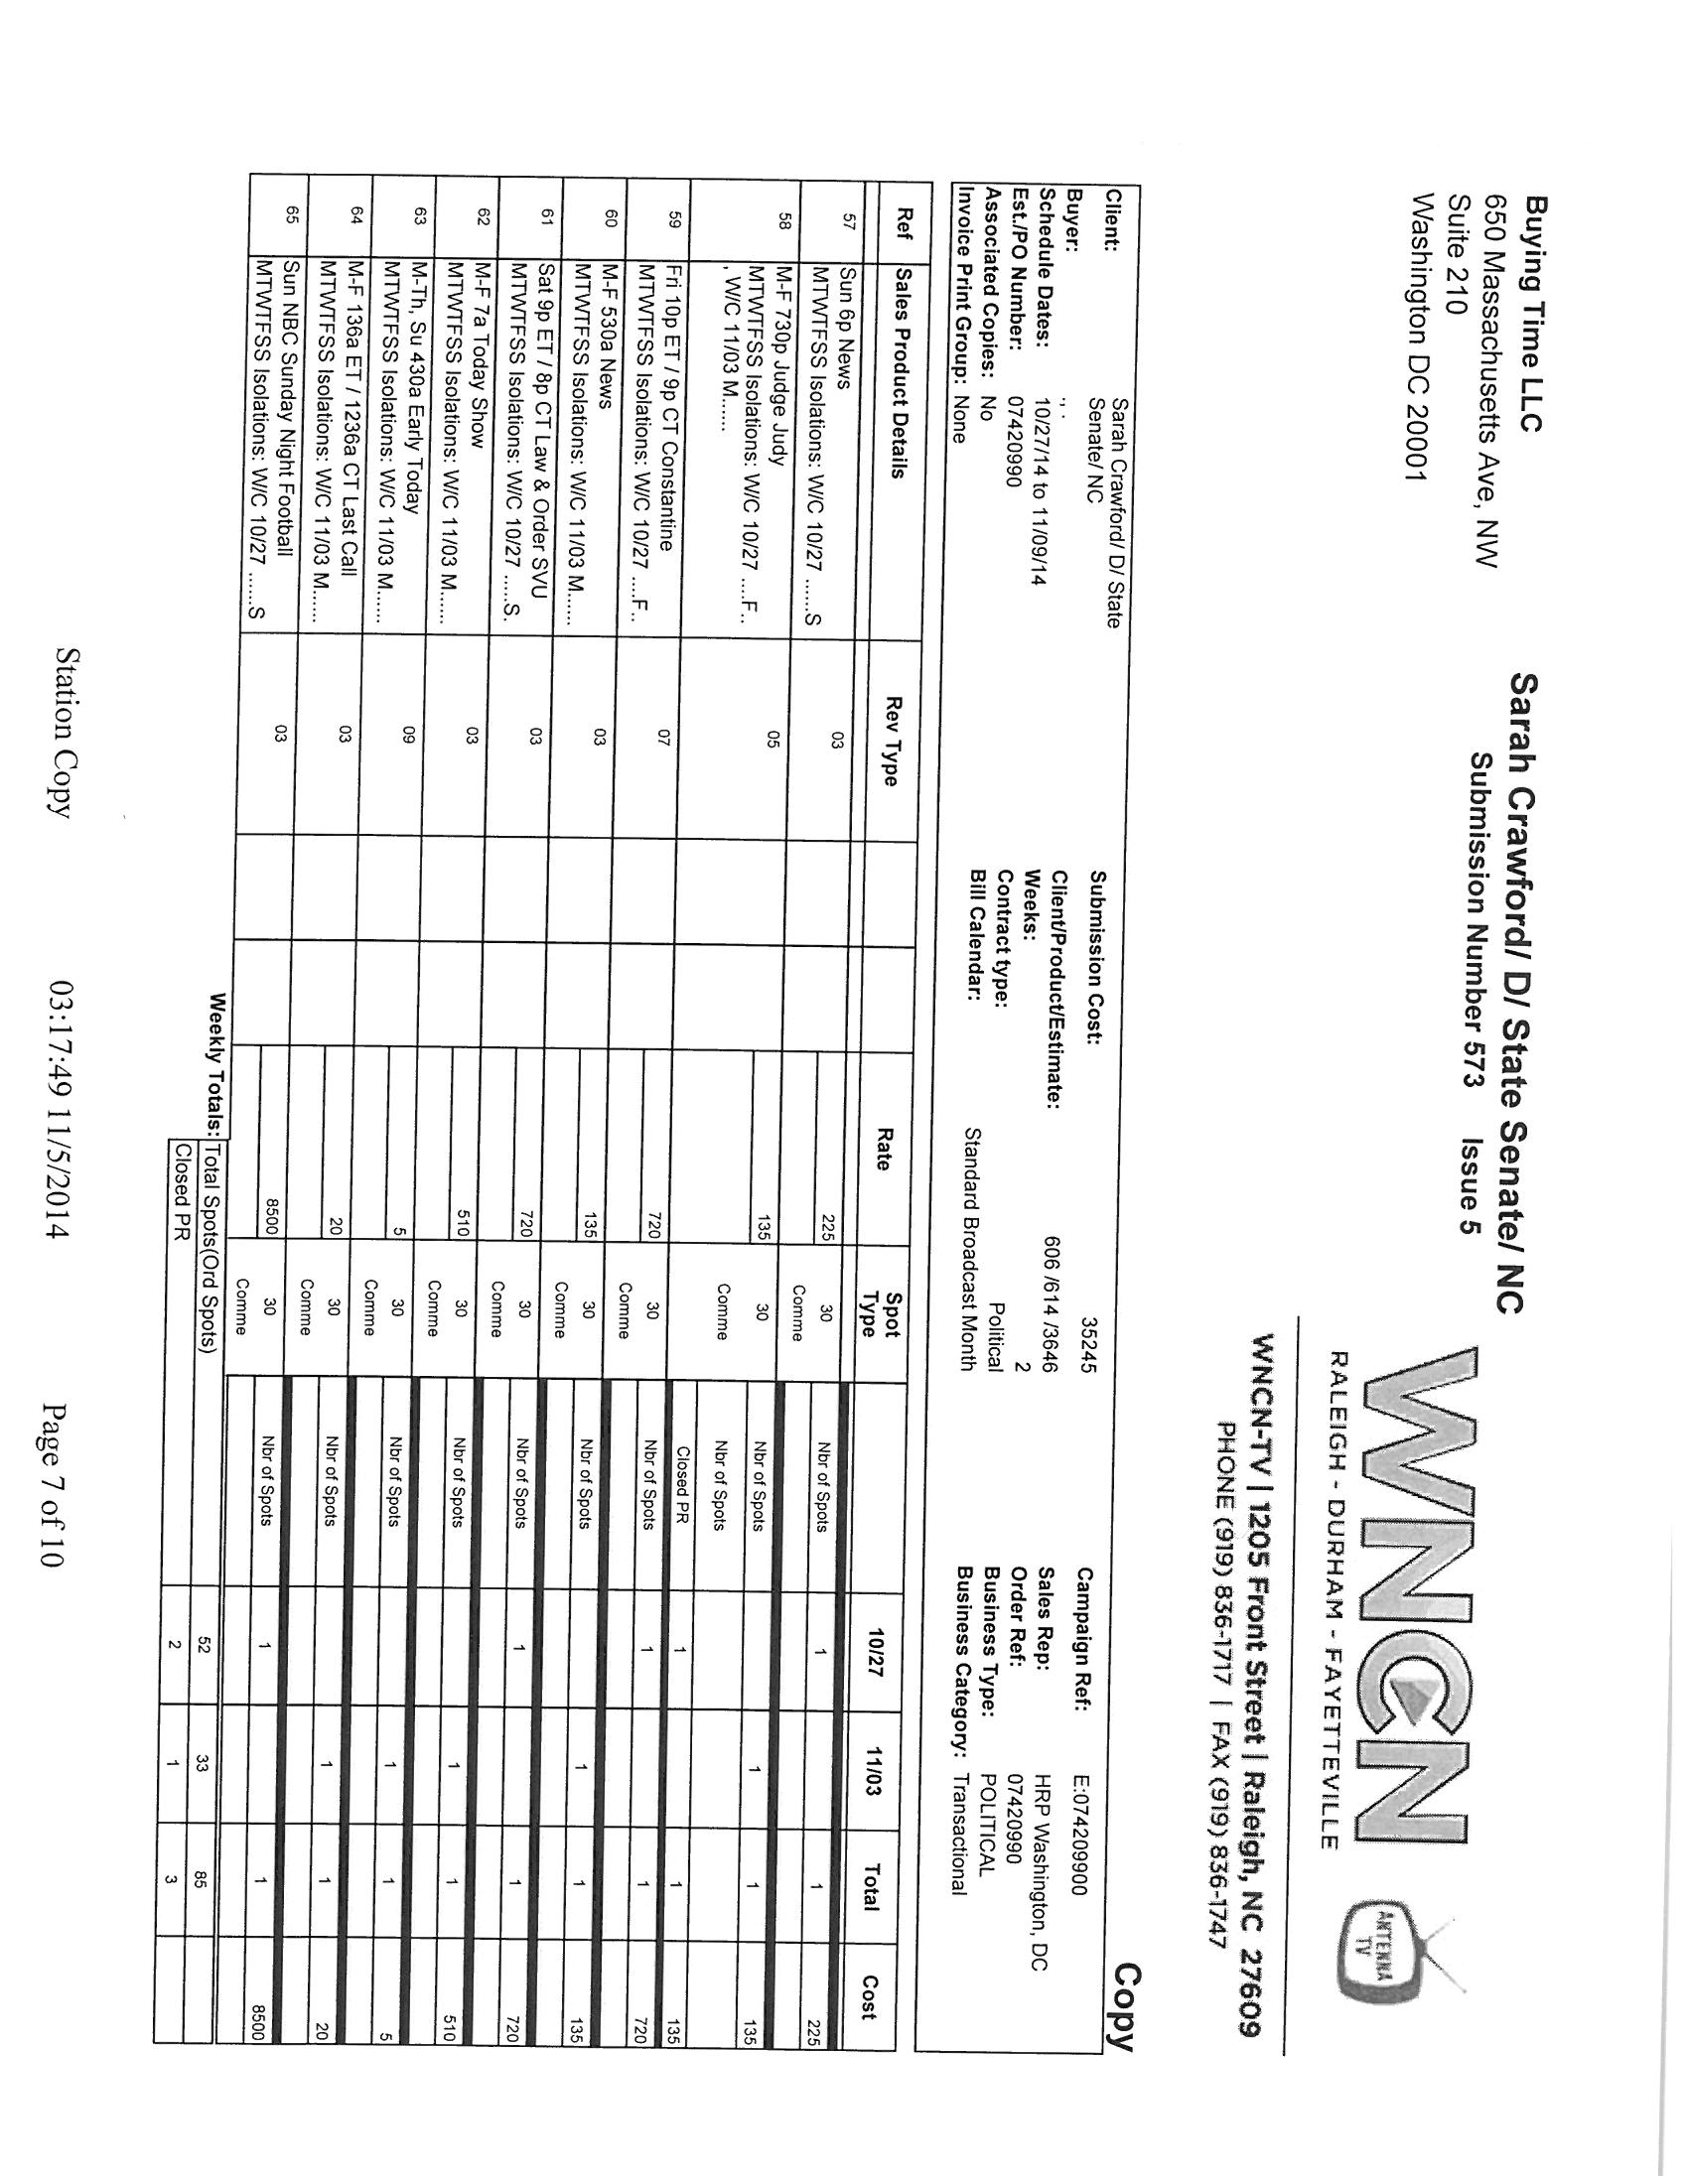 Buying Time LLC
650 Massachusetts Ave, NW
Suite 210
Washington DC 20001
Sarah Crawford/ D/ State Senate/ NC
Submission Number 573 Issue 5
WNCN
RALEIGH - DURHAM - FAYETTEVILLE
ANTENNA
TV
WNCN-TV | 1205 Front Street | Raleigh, NC 27609
PHONE (919) 836-1717 | FAX (919) 836-1747
Copy
Client: Sarah Crawford/ D/ State
Senate/ NC
Buyer: ., .
Schedule Dates: 10/27/14 to 11/09/14
Est./PO Number: 07420990
Associated Copies: No
Invoice Print Group: None
Submission Cost: 35245
Client/Product/Estimate: 606 /614 /3646
Weeks: 2
Contract type: Political
Bill Calendar: Standard Broadcast Month
Campaign Ref: E:074209900
Sales Rep: HRP Washington, DC
Order Ref: 07420990
Business Type: POLITICAL
Business Category: Transactional
Ref Sales Product Details Rev Type Rate Spot Type 10/27 11/03 Total Cost
57 Sun 6p News
MTWTFSS Isolations: W/C 10/27 ......S 03 225 30 Nbr of Spots 1 1 225
Comme
58 M-F 730p Judge Judy
MTWTFSS Isolations: W/C 10/27 ....F.. 05 135 30 Nbr of Spots 1 1 135
, W/C 11/03 M...... Comme Nbr of Spots
Closed PR 1 1 135
59 Fri 10p ET / 9p CT Constantine
MTWTFSS Isolations: W/C 10/27 ....F.. 07 720 30 Nbr of Spots 1 1 720
Comme
60 M-F 530a News
MTWTFSS Isolations: W/C 11/03 M...... 03 135 30 Nbr of Spots 1 1 135
Comme
61 Sat 9p ET / 8p CT Law & Order SVU
MTWTFSS Isolations: W/C 10/27 .....S. 03 720 30 Nbr of Spots 1 1 720
Comme
62 M-F 7a Today Show
MTWTFSS Isolations: W/C 11/03 M...... 03 510 30 Nbr of Spots 1 1 510
Comme
63 M-Th, Su 430a Early Today
MTWTFSS Isolations: W/C 11/03 M...... 09 5 30 Nbr of Spots 1 1 5
Comme
64 M-F 136a ET / 1236a CT Last Call
MTWTFSS Isolations: W/C 11/03 M...... 03 20 30 Nbr of Spots 1 1 20
Comme
65 Sun NBC Sunday Night Football
MTWTFSS Isolations: W/C 10/27 ......S 03 8500 30 Nbr of Spots 1 1 8500
Comme
Weekly Totals: Total Spots(Ord Spots) 52 33 85
Closed PR 2 1 3
Station Copy 03:17:49 11/5/2014 Page 7 of 10